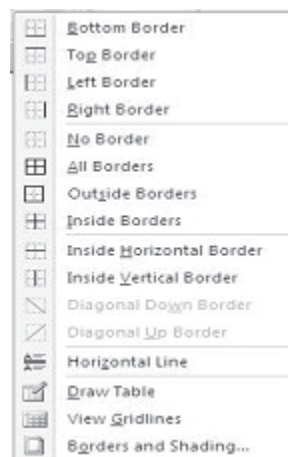 Bottom Border
Top Border
Left Border
Right Border
No Border
All Borders
Outside Borders
Inside Borders
Inside Horizontal Border
Inside Vertical Border
Diagonal Down Border
Diagonal Up Border
Horizontal Line
Draw Table
View Gridlines
Borders and Shading...